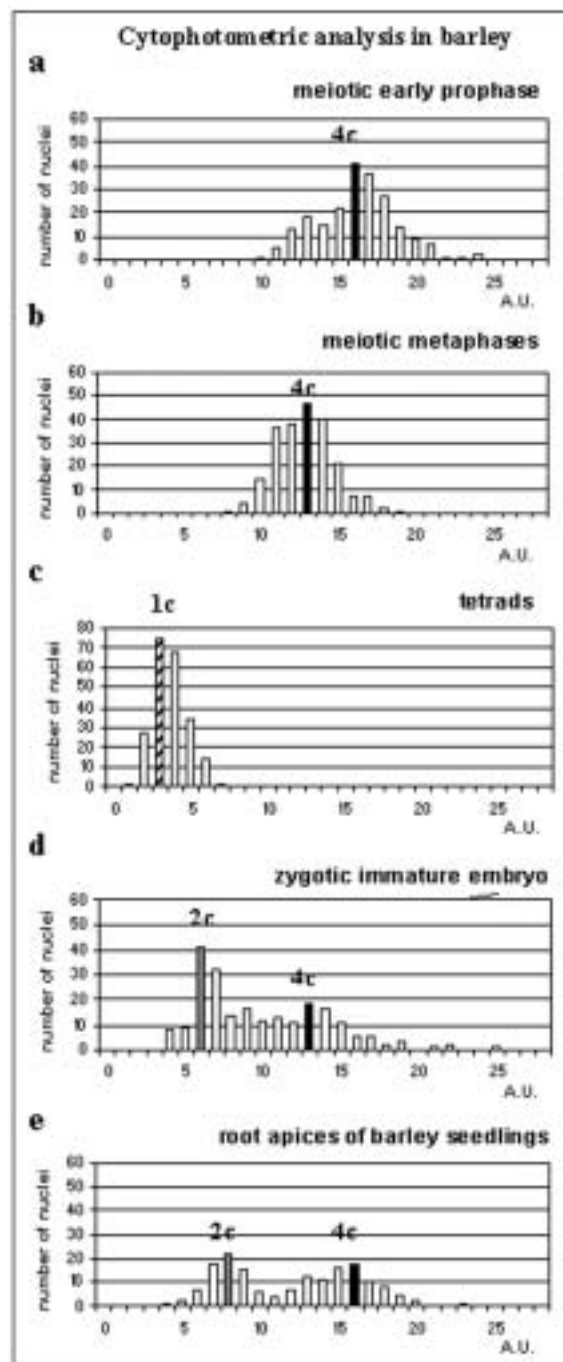 Cytophotometric analysis in barley
a
meiotic early prophase
4c
number of nuclei
60
50
40
30
20
10
0
0 5 10 15 20 25
A.U.
b
meiotic metaphases
4c
number of nuclei
60
50
40
30
20
10
0
0 5 10 15 20 25
A.U.
c
tetrads
1c
number of nuclei
80
70
60
50
40
30
20
10
0
0 5 10 15 20 25
A.U.
d
zygotic immature embryo
2c
4c
number of nuclei
60
50
40
30
20
10
0
0 5 10 15 20 25
A.U.
e
root apices of barley seedlings
2c 4c
number of nuclei
60
50
40
30
20
10
0
0 5 10 15 20 25
A.U.